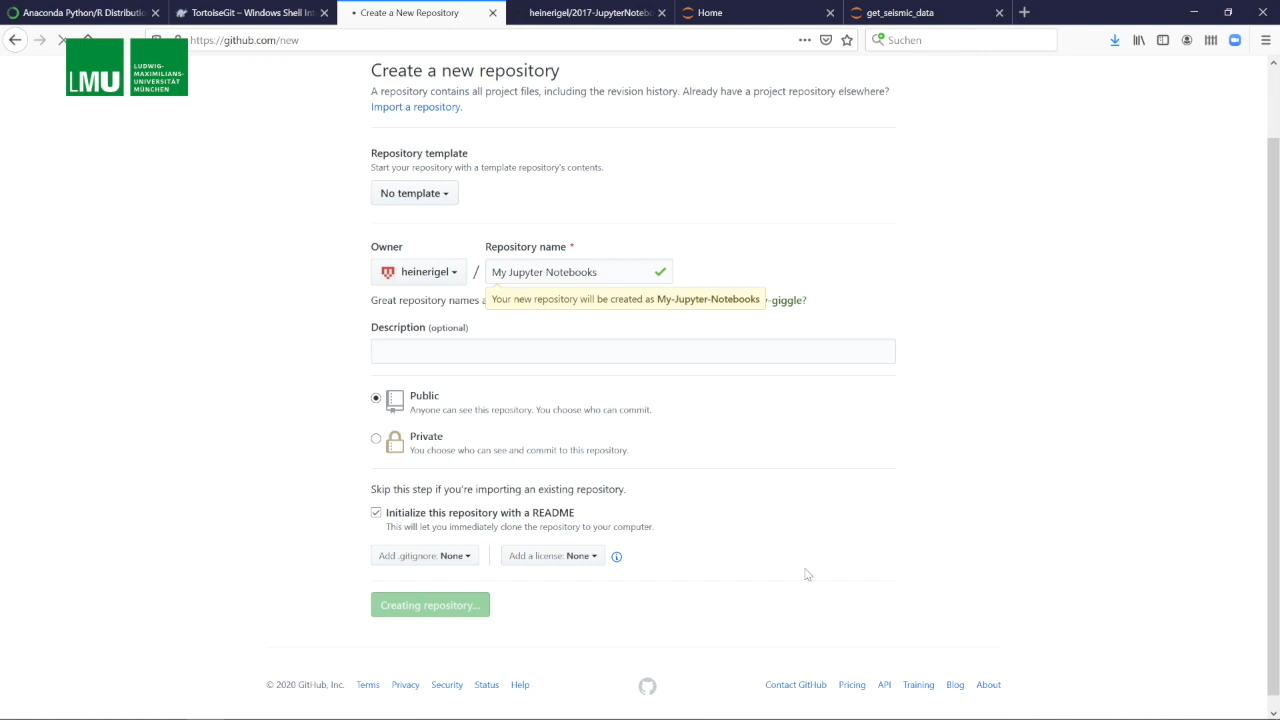 Anaconda Python/R Distributio
TortoiseGit – Windows Shell Int
Create a New Repository
heinerigel/2017-JupyterNoteb
Home
get_seismic_data
https://github.com/new
Suchen
LMU
LUDWIG-
MAXIMILIANS-
UNIVERSITÄT
MÜNCHEN
Create a new repository
A repository contains all project files, including the revision history. Already have a project repository elsewhere?
Import a repository.
Repository template
Start your repository with a template repository's contents.
No template
Owner
Repository name *
heinerigel
/
My Jupyter Notebooks
Great repository names a
Your new repository will be created as My-Jupyter-Notebooks
-giggle?
Description (optional)
Public
Anyone can see this repository. You choose who can commit.
Private
You choose who can see and commit to this repository.
Skip this step if you're importing an existing repository.
Initialize this repository with a README
This will let you immediately clone the repository to your computer.
Add .gitignore: None
Add a license: None
Creating repository...
© 2020 GitHub, Inc.
Terms
Privacy
Security
Status
Help
Contact GitHub
Pricing
API
Training
Blog
About